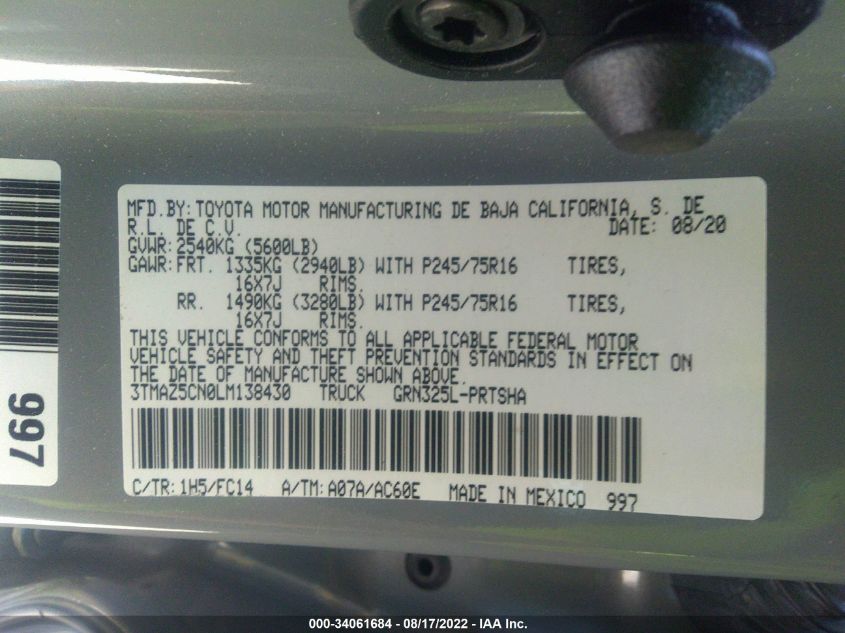 MFD.BY: TOYOTA MOTOR MANUFACTURING DE BAJA CALIFORNIA, S. DE
R.L. DE C.V. DATE: 08/20
GVWR: 2540KG (5600LB)
GAWR: FRT. 1335KG (2940LB) WITH P245/75R16 TIRES,
16X7J RIMS.
RR. 1490KG (3280LB) WITH P245/75R16 TIRES,
16X7J RIMS.
THIS VEHICLE CONFORMS TO ALL APPLICABLE FEDERAL MOTOR
VEHICLE SAFETY AND THEFT PREVENTION STANDARDS IN EFFECT ON
THE DATE OF MANUFACTURE SHOWN ABOVE.
3TMAZ5CN0LM138430 TRUCK GRN325L-PRTSHA
C/TR: 1H5/FC14 A/TM: A07A/AC60E MADE IN MEXICO 997
997
000-34061684 - 08/17/2022 - IAA Inc.